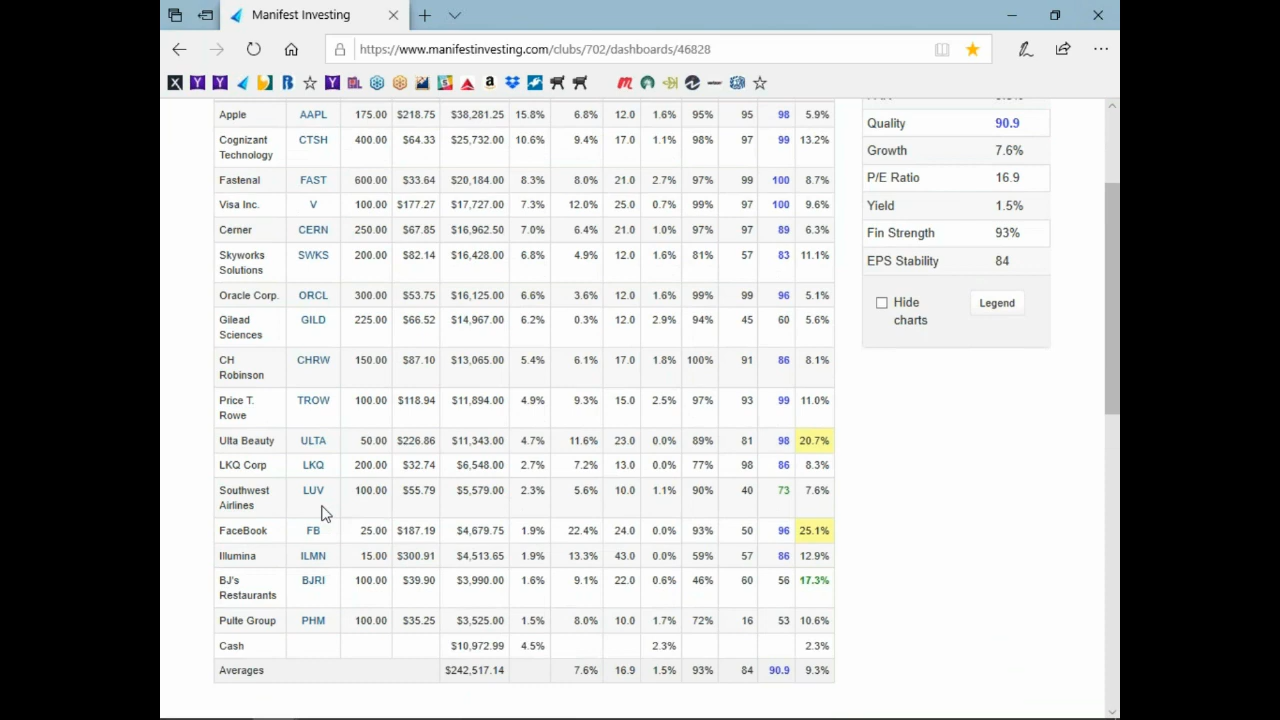 Manifest Investing
https://www.manifestinvesting.com/clubs/702/dashboards/46828
Apple AAPL 175.00 $218.75 $38,281.25 15.8% 6.8% 12.0 1.6% 95% 95 98 5.9%
Cognizant Technology CTSH 400.00 $64.33 $25,732.00 10.6% 9.4% 17.0 1.1% 98% 97 99 13.2%
Fastenal FAST 600.00 $33.64 $20,184.00 8.3% 8.0% 21.0 2.7% 97% 99 100 8.7%
Visa Inc. V 100.00 $177.27 $17,727.00 7.3% 12.0% 25.0 0.7% 99% 97 100 9.6%
Cerner CERN 250.00 $67.85 $16,962.50 7.0% 6.4% 21.0 1.0% 97% 97 89 6.3%
Skyworks Solutions SWKS 200.00 $82.14 $16,428.00 6.8% 4.9% 12.0 1.6% 81% 57 83 11.1%
Oracle Corp. ORCL 300.00 $53.75 $16,125.00 6.6% 3.6% 12.0 1.6% 99% 99 96 5.1%
Gilead Sciences GILD 225.00 $66.52 $14,967.00 6.2% 0.3% 12.0 2.9% 94% 45 60 5.6%
CH Robinson CHRW 150.00 $87.10 $13,065.00 5.4% 6.1% 17.0 1.8% 100% 91 86 8.1%
Price T. Rowe TROW 100.00 $118.94 $11,894.00 4.9% 9.3% 15.0 2.5% 97% 93 99 11.0%
Ulta Beauty ULTA 50.00 $226.86 $11,343.00 4.7% 11.6% 23.0 0.0% 89% 81 98 20.7%
LKQ Corp LKQ 200.00 $32.74 $6,548.00 2.7% 7.2% 13.0 0.0% 77% 98 86 8.3%
Southwest Airlines LUV 100.00 $55.79 $5,579.00 2.3% 5.6% 10.0 1.1% 90% 40 73 7.6%
FaceBook FB 25.00 $187.19 $4,679.75 1.9% 22.4% 24.0 0.0% 93% 50 96 25.1%
Illumina ILMN 15.00 $300.91 $4,513.65 1.9% 13.3% 43.0 0.0% 59% 57 86 12.9%
BJ's Restaurants BJRI 100.00 $39.90 $3,990.00 1.6% 9.1% 22.0 0.6% 46% 60 56 17.3%
Pulte Group PHM 100.00 $35.25 $3,525.00 1.5% 8.0% 10.0 1.7% 72% 16 53 10.6%
Cash $10,972.99 4.5% 2.3% 2.3%
Averages $242,517.14 7.6% 16.9 1.5% 93% 84 90.9 9.3%
Quality 90.9
Growth 7.6%
P/E Ratio 16.9
Yield 1.5%
Fin Strength 93%
EPS Stability 84
Hide charts
Legend